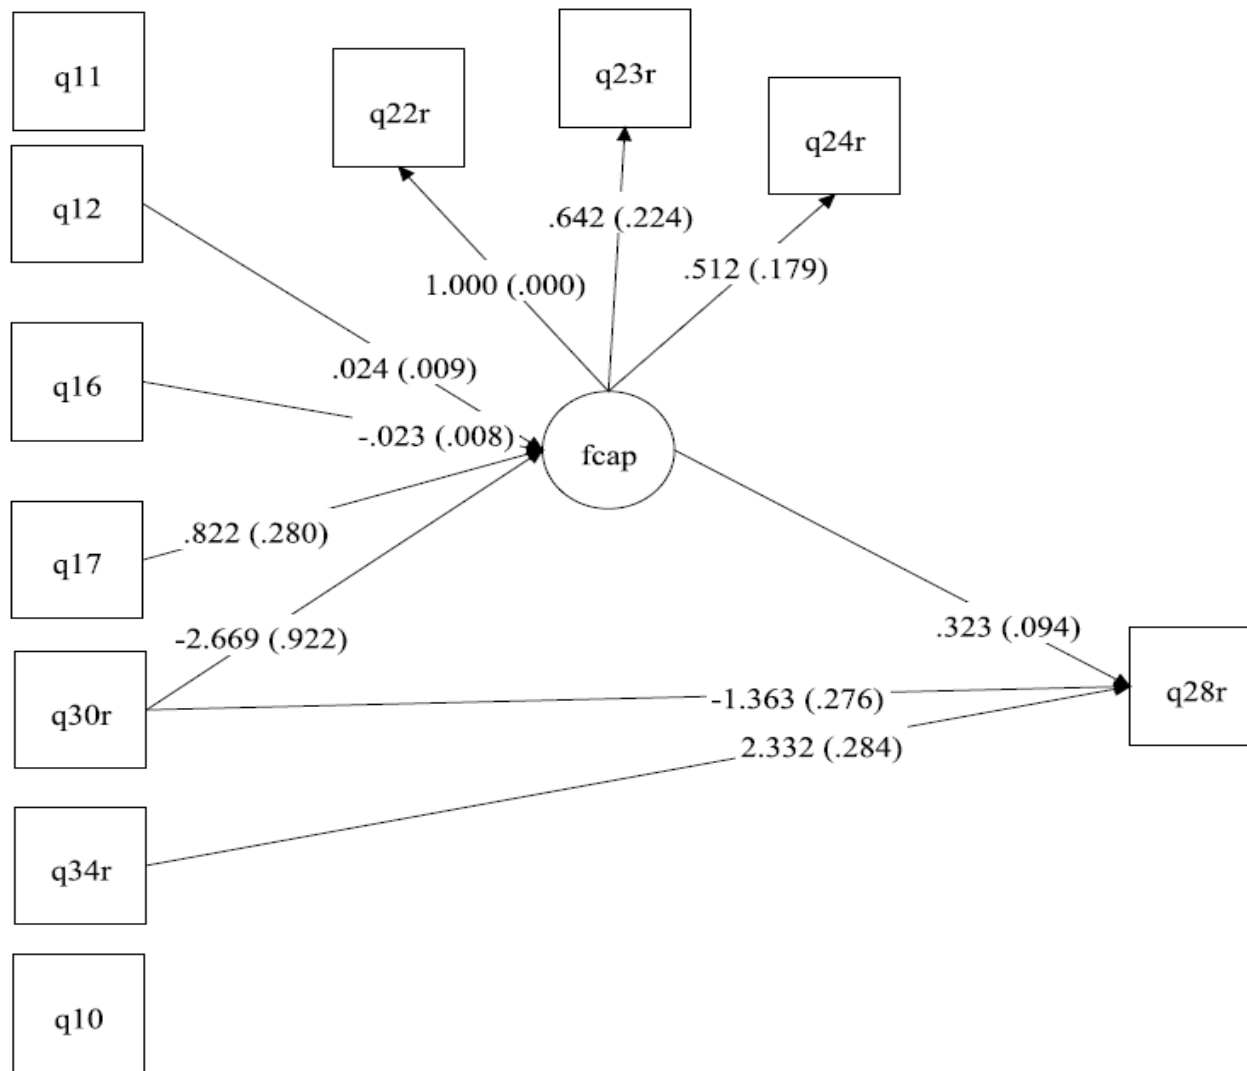 q11
q22r
q23r
q24r
q12
.642 (.224)
.512 (.179)
1.000 (.000)
.024 (.009)
q16
-.023 (.008)
fcap
.822 (.280)
q17
-2.669 (.922)
.323 (.094)
q30r
-1.363 (.276)
q28r
2.332 (.284)
q34r
q10